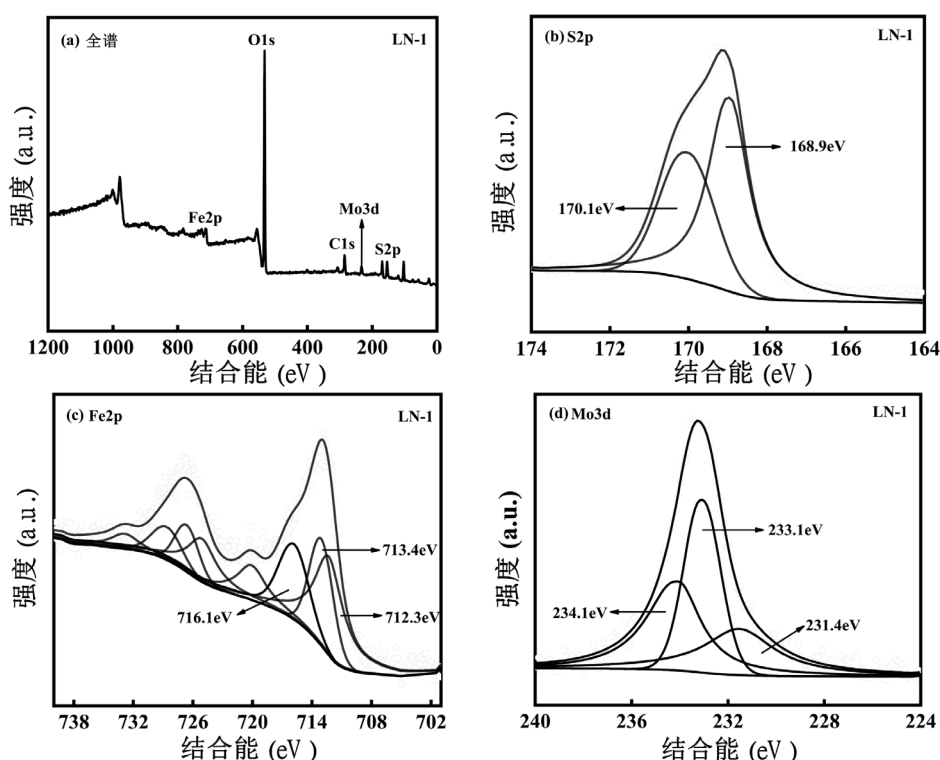 (a) 全谱 LN-1
O1s
Fe2p
Mo3d
C1s S2p
强度 (a.u.)
1200 1000 800 600 400 200 0
结合能 (eV)
(b) S2p LN-1
168.9eV
170.1eV
强度 (a.u.)
174 172 170 168 166 164
结合能 (eV)
(c) Fe2p LN-1
713.4eV
716.1eV 712.3eV
强度 (a.u.)
738 732 726 720 714 708 702
结合能 (eV)
(d) Mo3d LN-1
233.1eV
234.1eV
231.4eV
强度 (a.u.)
240 236 232 228 224
结合能 (eV)